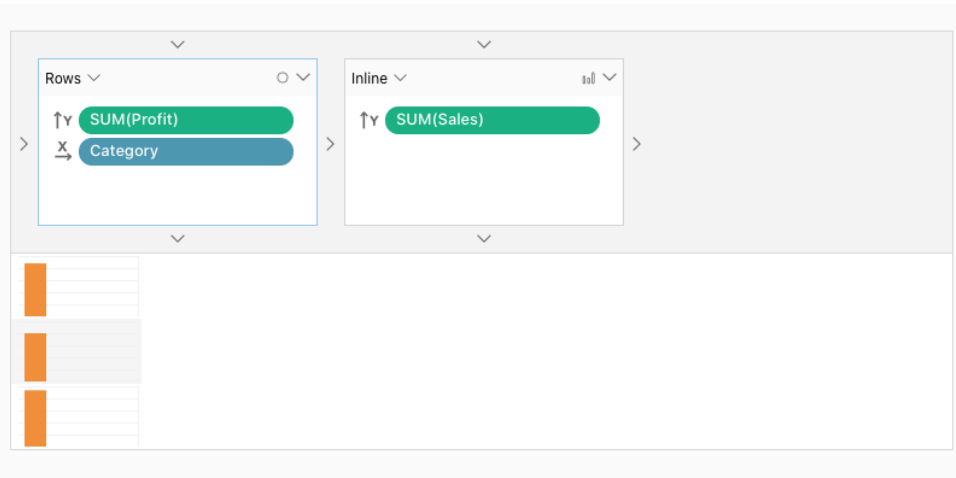 Rows
Inline
Y SUM(Profit)
Y SUM(Sales)
X Category